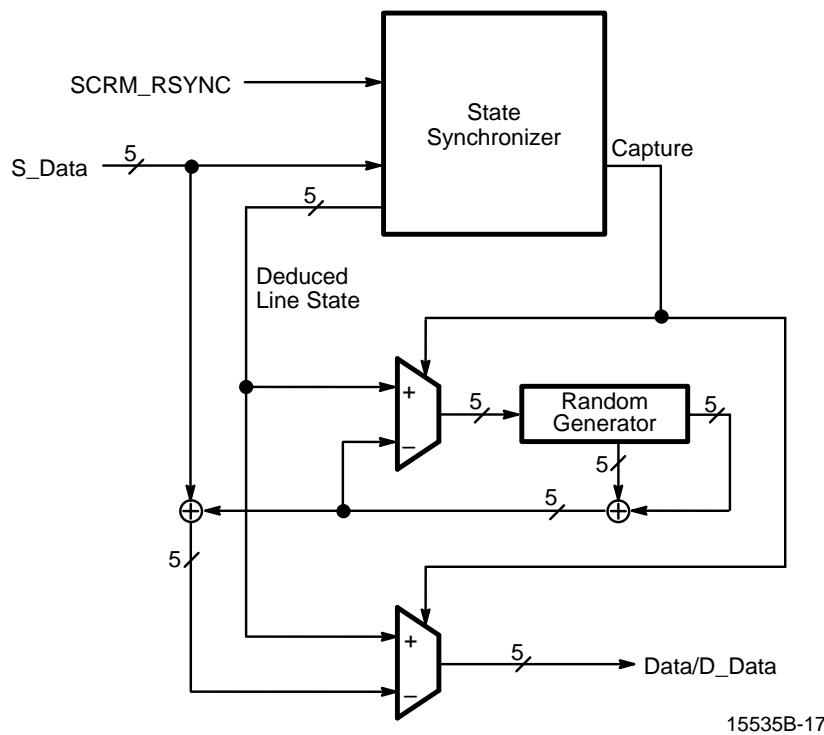 SCRM_RSYNC
State
Synchronizer
Capture
S_Data
5
5
Deduced
Line State
+
–
5
Random
Generator
5
5
5
5
+
–
5
Data/D_Data
15535B-17